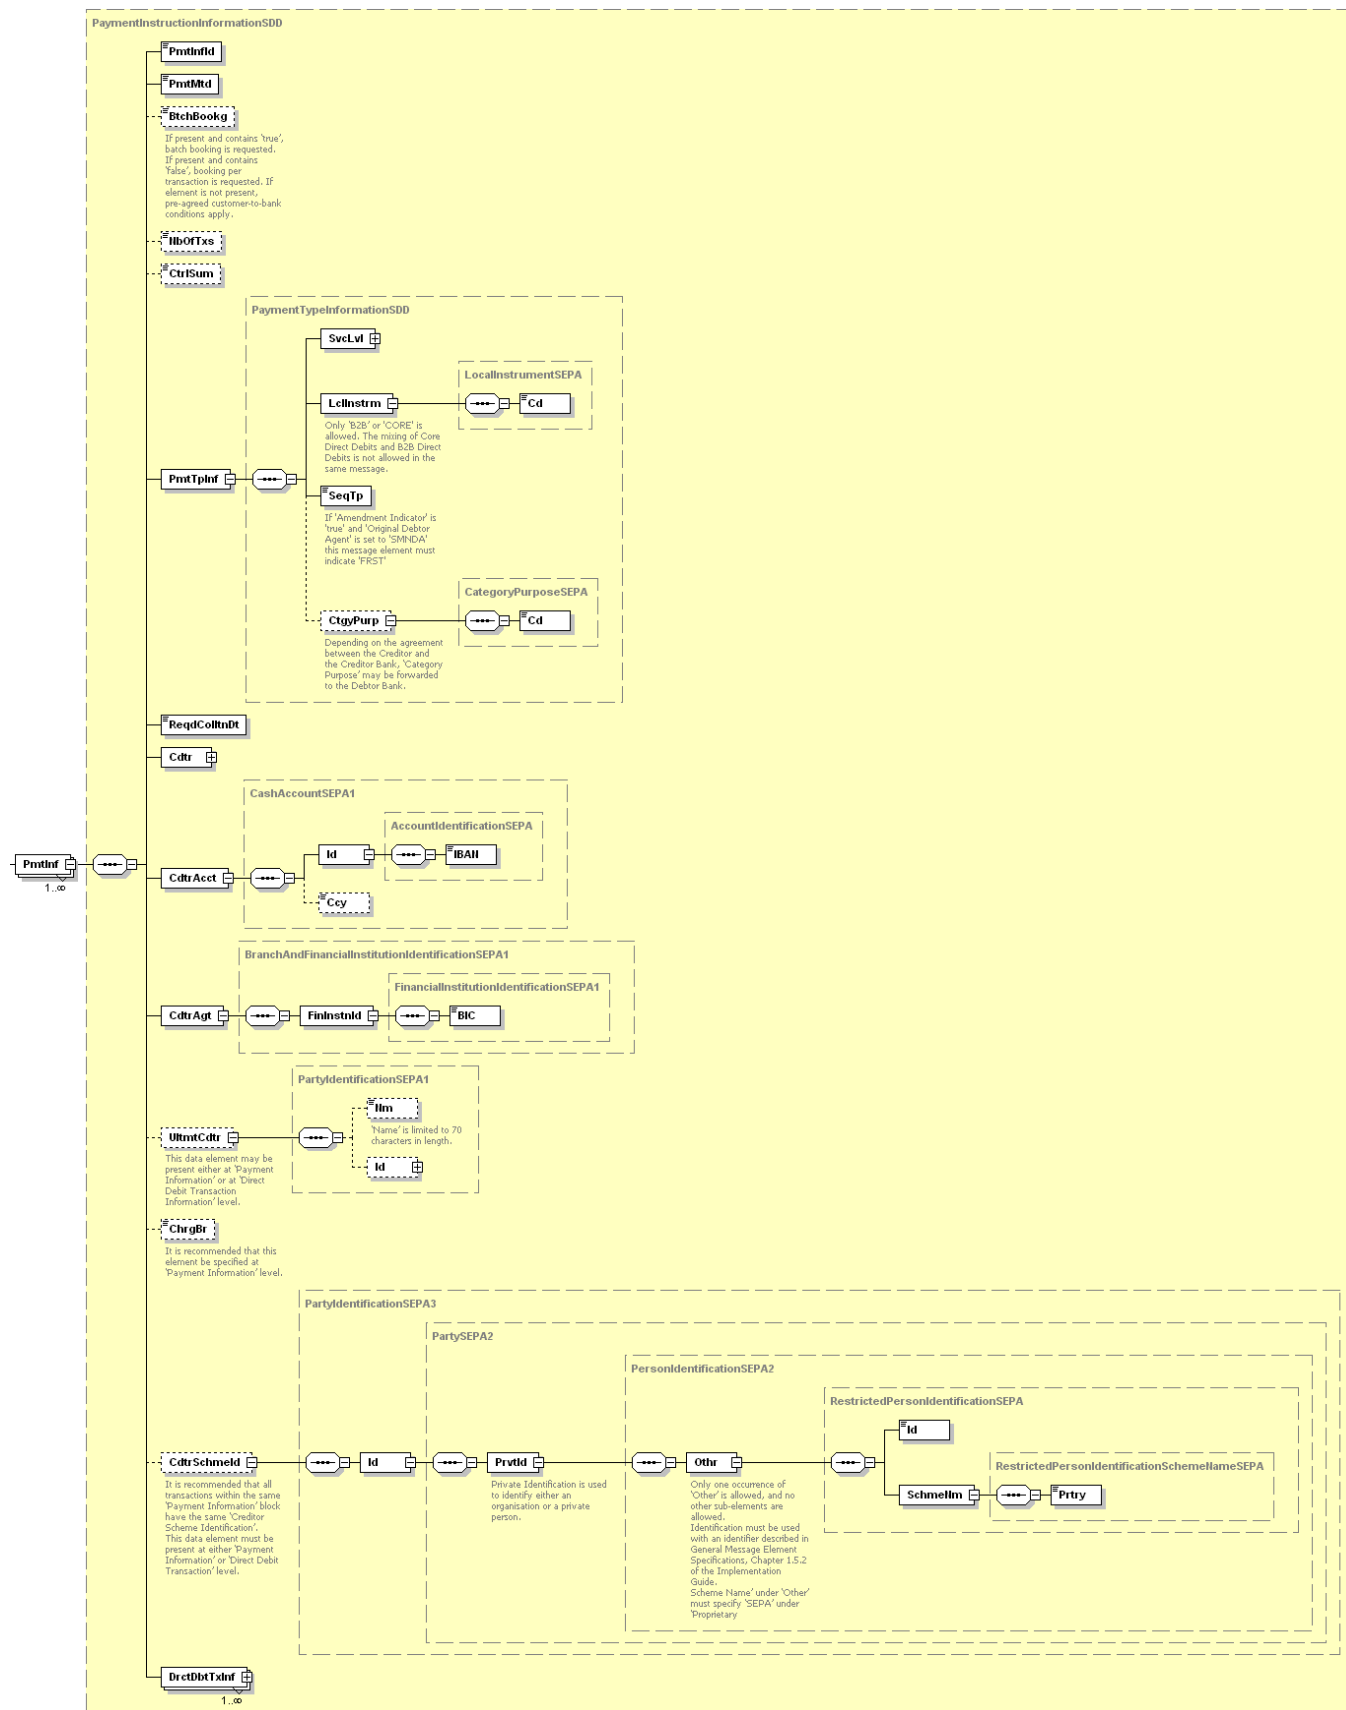 PaymentInstructionInformationSDD
PmtInfId
PmtMtd
BtchBookg
If present and contains 'true',
batch booking is requested.
If present and contains
'false', booking per
transaction is requested. If
element is not present,
pre-agreed customer-to-bank
conditions apply.
NbOfTxs
CtrlSum
PaymentTypeInformationSDD
SvcLvl
LocalInstrumentSEPA
LclInstrm
Cd
Only 'B2B' or 'CORE' is
allowed. The mixing of Core
Direct Debits and B2B Direct
Debits is not allowed in the
same message.
PmtTpInf
SeqTp
If 'Amendment Indicator' is
'true' and 'Original Debtor
Agent' is set to 'SMNDA'
this message element must
indicate 'FRST'
CategoryPurposeSEPA
CtgyPurp
Cd
Depending on the agreement
between the Creditor and
the Creditor Bank, 'Category
Purpose' may be forwarded
to the Debtor Bank.
ReqdColltnDt
Cdtr
CashAccountSEPA1
AccountIdentificationSEPA
Id
IBAN
PmtInf
1..∞
CdtrAcct
Ccy
BranchAndFinancialInstitutionIdentificationSEPA1
FinancialInstitutionIdentificationSEPA1
CdtrAgt
FinInstnId
BIC
PartyIdentificationSEPA1
Nm
'Name' is limited to 70
characters in length.
UltmtCdtr
Id
This data element may be
present either at 'Payment
Information' or at 'Direct
Debit Transaction
Information' level.
ChrgBr
It is recommended that this
element be specified at
'Payment Information' level.
PartyIdentificationSEPA3
PartySEPA2
PersonIdentificationSEPA2
RestrictedPersonIdentificationSEPA
Id
CdtrSchmeId
Id
PrvtId
Othr
RestrictedPersonIdentificationSchemeNameSEPA
SchmeNm
Prtry
It is recommended that all
transactions within the same
'Payment Information' block
have the same 'Creditor
Scheme Identification'.
This data element must be
present at either 'Payment
Information' or 'Direct Debit
Transaction' level.
Private Identification is used
to identify either an
organisation or a private
person.
Only one occurrence of
'Other' is allowed, and no
other sub-elements are
allowed.
Identification must be used
with an identifier described in
General Message Element
Specifications, Chapter 1.5.2
of the Implementation
Guide.
Scheme Name' under 'Other'
must specify 'SEPA' under
'Proprietary
DrctDbtTxInf
1..∞